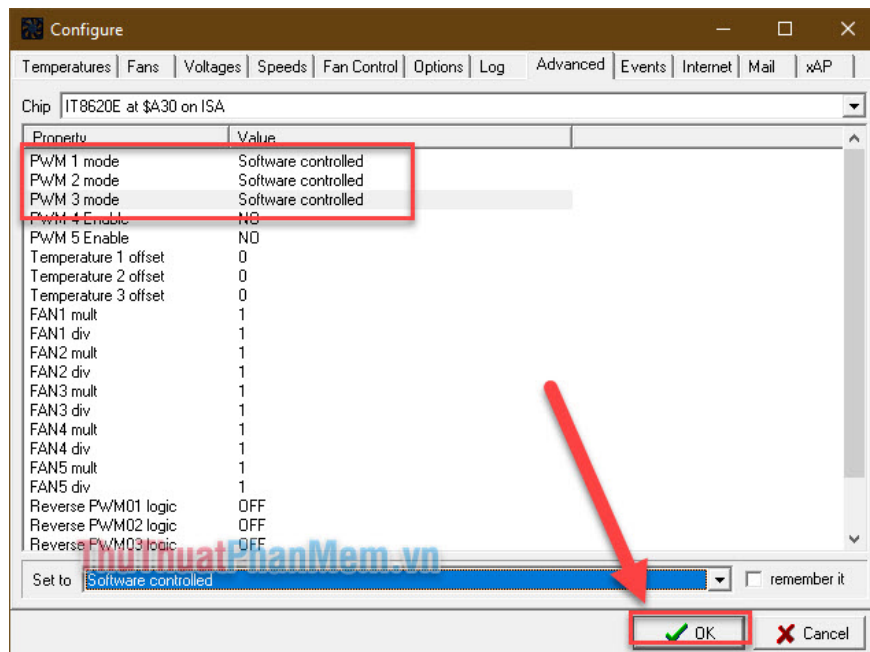 Configure
Temperatures Fans Voltages Speeds Fan Control Options Log Advanced Events Internet Mail xAP
Chip IT8620E at $A30 on ISA
Property Value
PWM 1 mode Software controlled
PWM 2 mode Software controlled
PWM 3 mode Software controlled
PWM 4 Enable NO
PWM 5 Enable NO
Temperature 1 offset 0
Temperature 2 offset 0
Temperature 3 offset 0
FAN1 mult 1
FAN1 div 1
FAN2 mult 1
FAN2 div 1
FAN3 mult 1
FAN3 div 1
FAN4 mult 1
FAN4 div 1
FAN5 mult 1
FAN5 div 1
Reverse PWM01 logic OFF
Reverse PWM02 logic OFF
Reverse PWM03 logic OFF
ThuThuatPhanMem.vn
Set to Software controlled remember it
OK Cancel